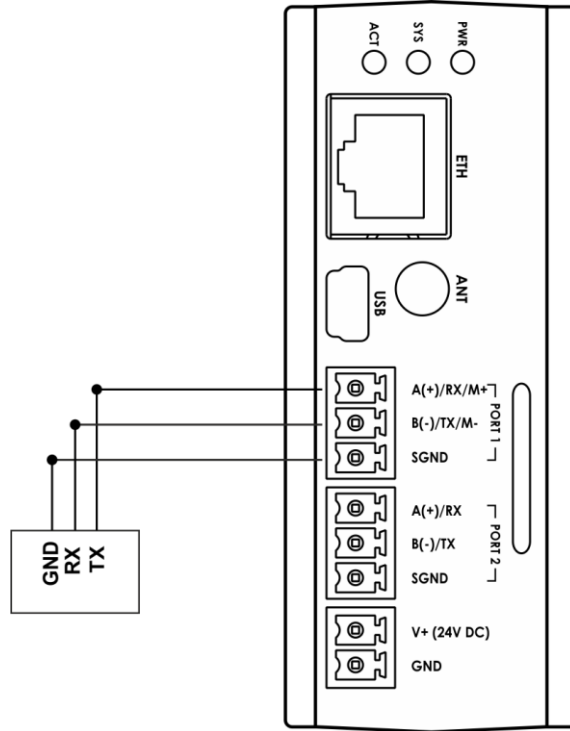 ACT
SYS
PWR
ETH
USB
ANT
A(+)/RX/M+
B(-)/TX/M-
SGND
PORT 1
A(+)/RX
B(-)/TX
SGND
PORT 2
V+ (24V DC)
GND
GND
RX
TX